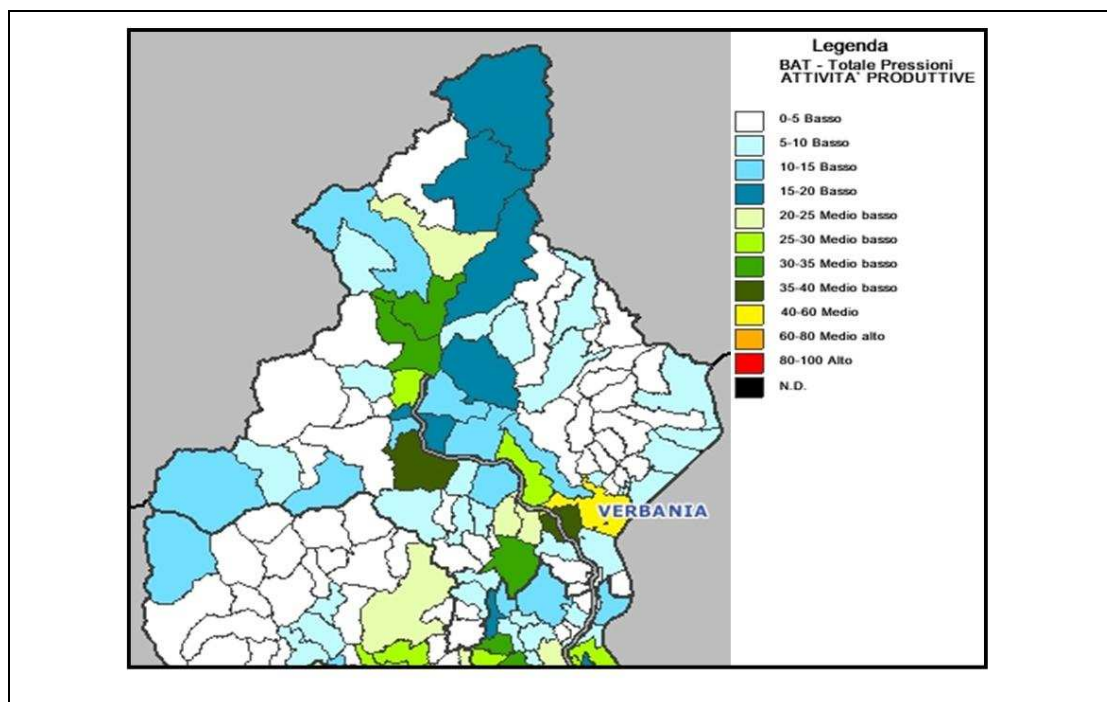 Legenda
BAT - Totale Pressioni
ATTIVITA` PRODUTTIVE
0-5 Basso
5-10 Basso
10-15 Basso
15-20 Basso
20-25 Medio basso
25-30 Medio basso
30-35 Medio basso
35-40 Medio basso
40-60 Medio
60-80 Medio alto
80-100 Alto
N.D.
VERBANIA